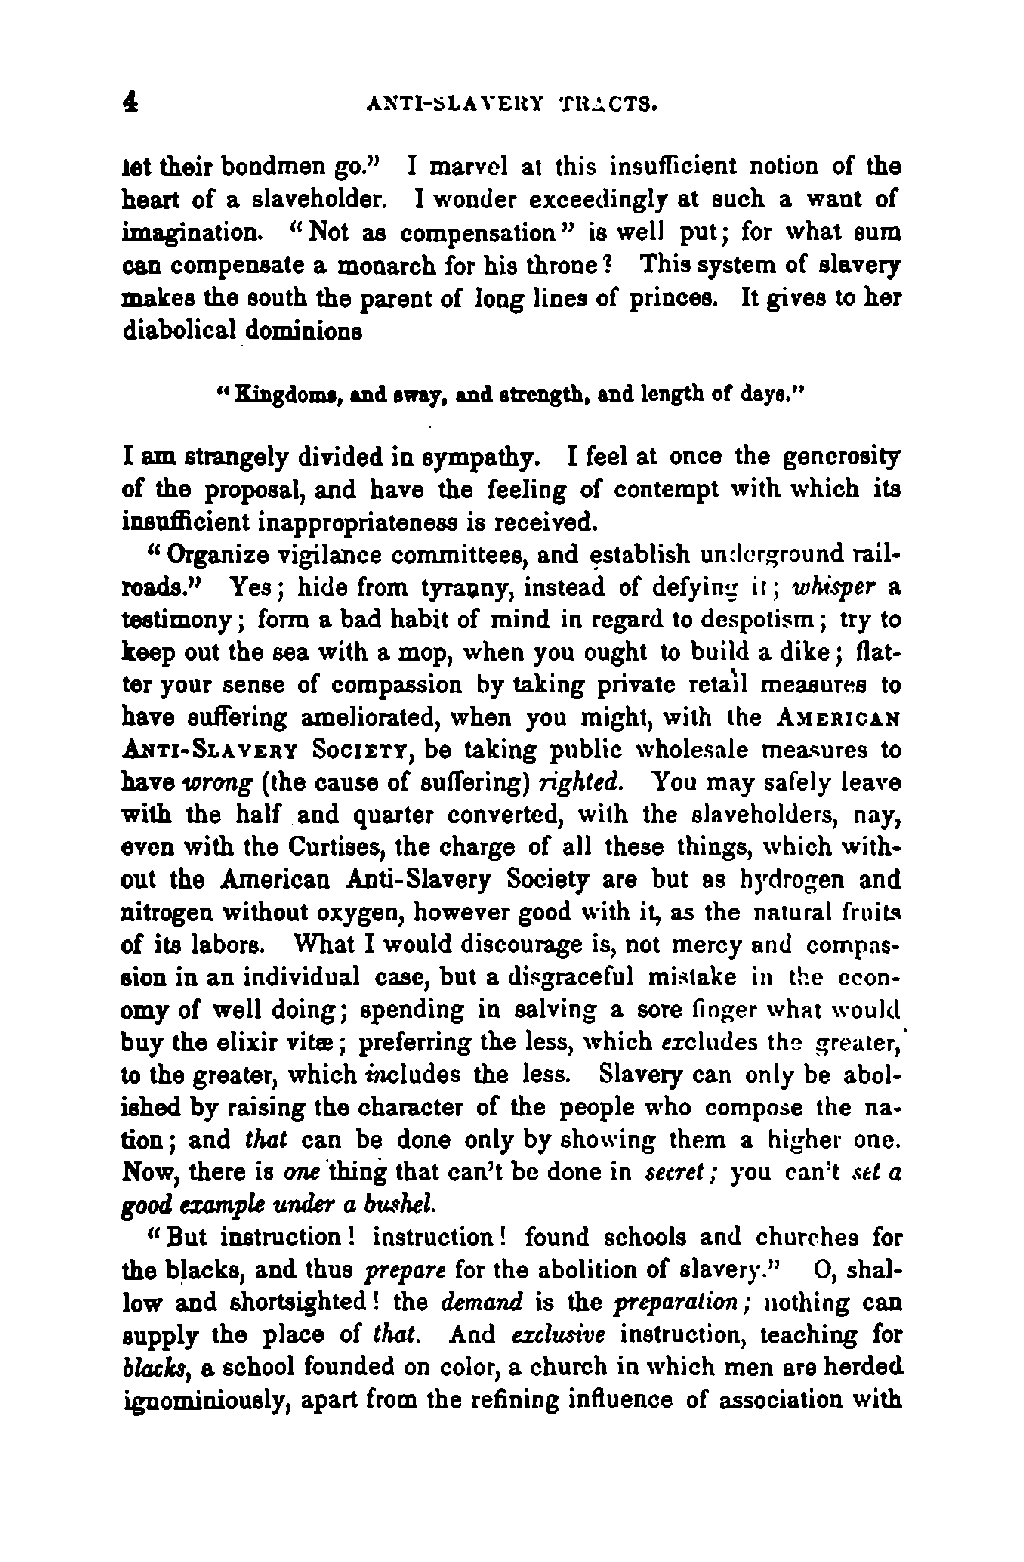 4 ANTI-SLAVERY TRACTS.
let their bondmen go.” I marvel at this insufficient notion of the
heart of a slaveholder. I wonder exceedingly at such a want of
imagination. “Not as compensation” is well put; for what sum
can compensate a monarch for his throne? This system of slavery
makes the south the parent of long lines of princes. It gives to her
diabolical dominions
“Kingdoms, and sway, and strength, and length of days.”
I am strangely divided in sympathy. I feel at once the generosity
of the proposal, and have the feeling of contempt with which its
insufficient inappropriateness is received.
“Organize vigilance committees, and establish underground rail-
roads.” Yes; hide from tyranny, instead of defying it; whisper a
testimony; form a bad habit of mind in regard to despotism; try to
keep out the sea with a mop, when you ought to build a dike; flat-
ter your sense of compassion by taking private retail measures to
have suffering ameliorated, when you might, with the AMERICAN
ANTI-SLAVERY SOCIETY, be taking public wholesale measures to
have wrong (the cause of suffering) righted. You may safely leave
with the half and quarter converted, with the slaveholders, nay,
even with the Curtises, the charge of all these things, which with-
out the American Anti-Slavery Society are but as hydrogen and
nitrogen without oxygen, however good with it, as the natural fruits
of its labors. What I would discourage is, not mercy and compas-
sion in an individual case, but a disgraceful mistake in the econ-
omy of well doing; spending in salving a sore finger what would
buy the elixir vitæ; preferring the less, which excludes the greater,
to the greater, which includes the less. Slavery can only be abol-
ished by raising the character of the people who compose the na-
tion; and that can be done only by showing them a higher one.
Now, there is one thing that can't be done in secret; you can't set a
good example under a bushel.
“But instruction! instruction! found schools and churches for
the blacks, and thus prepare for the abolition of slavery.” O, shal-
low and shortsighted! the demand is the preparation; nothing can
supply the place of that. And exclusive instruction, teaching for
blacks, a school founded on color, a church in which men are herded
ignominiously, apart from the refining influence of association with